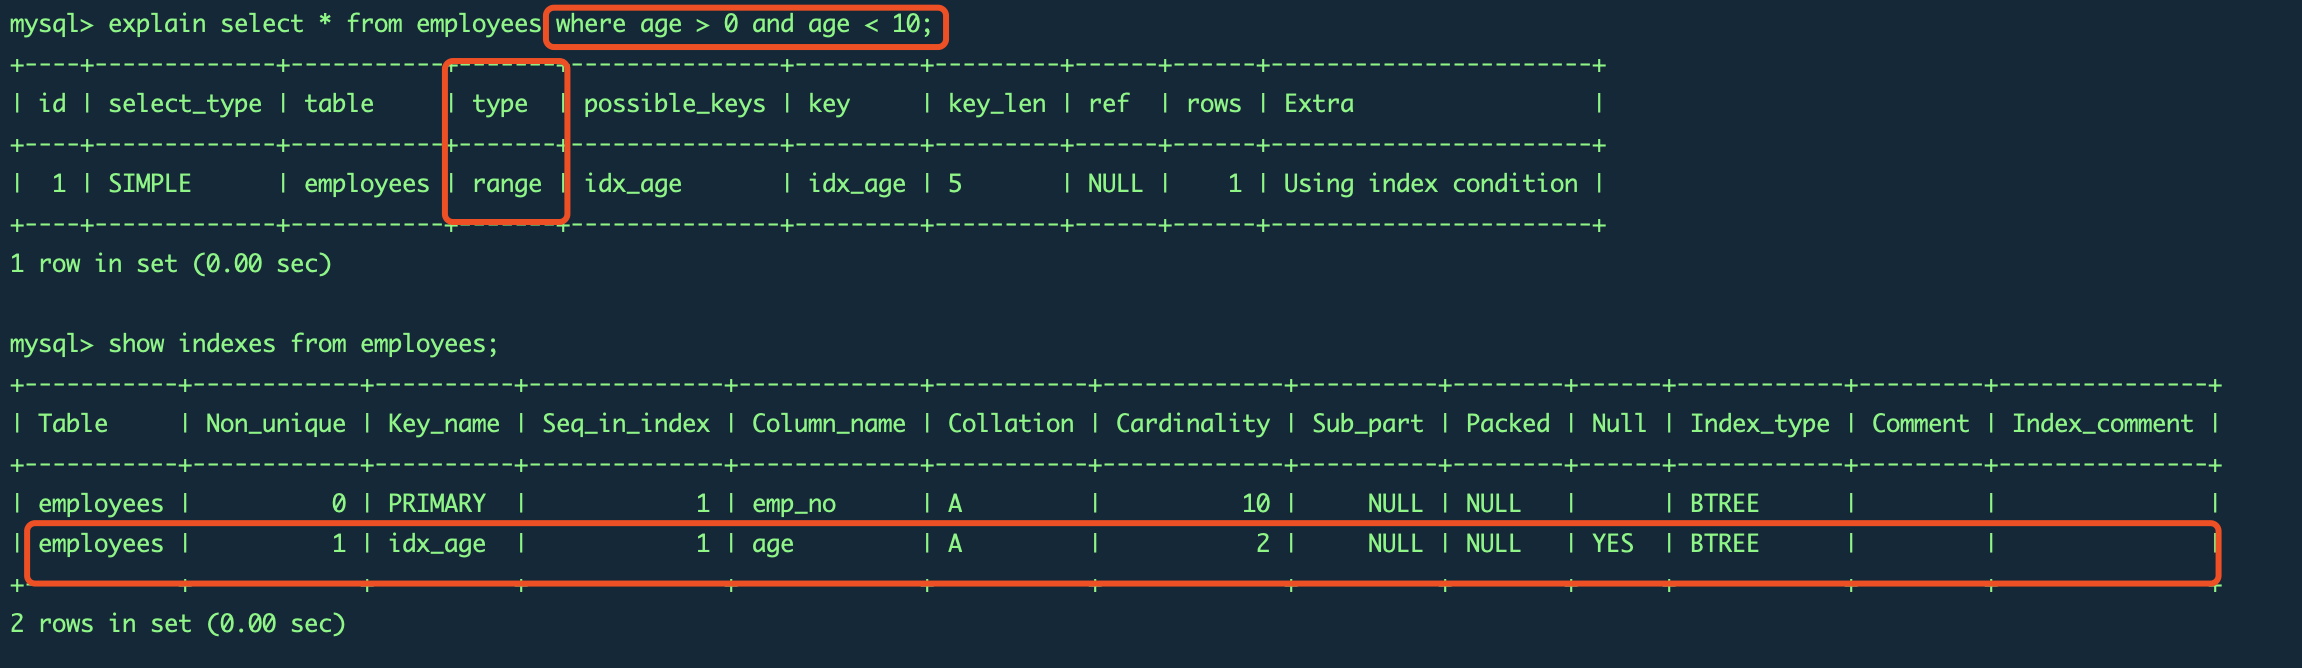 mysql> explain select * from employees where age > 0 and age < 10;
+----+-------------+-----------+-------+---------------+---------+---------+------+------+-----------------------+
| id | select_type | table     | type  | possible_keys | key     | key_len | ref  | rows | Extra                 |
+----+-------------+-----------+-------+---------------+---------+---------+------+------+-----------------------+
|  1 | SIMPLE      | employees | range | idx_age       | idx_age | 5       | NULL |    1 | Using index condition |
+----+-------------+-----------+-------+---------------+---------+---------+------+------+-----------------------+
1 row in set (0.00 sec)
mysql> show indexes from employees;
+-----------+------------+----------+--------------+-------------+-----------+-------------+----------+--------+------+------------+---------+---------------+
| Table     | Non_unique | Key_name | Seq_in_index | Column_name | Collation | Cardinality | Sub_part | Packed | Null | Index_type | Comment | Index_comment |
+-----------+------------+----------+--------------+-------------+-----------+-------------+----------+--------+------+------------+---------+---------------+
| employees |          0 | PRIMARY  |            1 | emp_no      | A         |          10 |     NULL | NULL   |      | BTREE      |         |               |
| employees |          1 | idx_age  |            1 | age         | A         |           2 |     NULL | NULL   | YES  | BTREE      |         |               |
+-----------+------------+----------+--------------+-------------+-----------+-------------+----------+--------+------+------------+---------+---------------+
2 rows in set (0.00 sec)